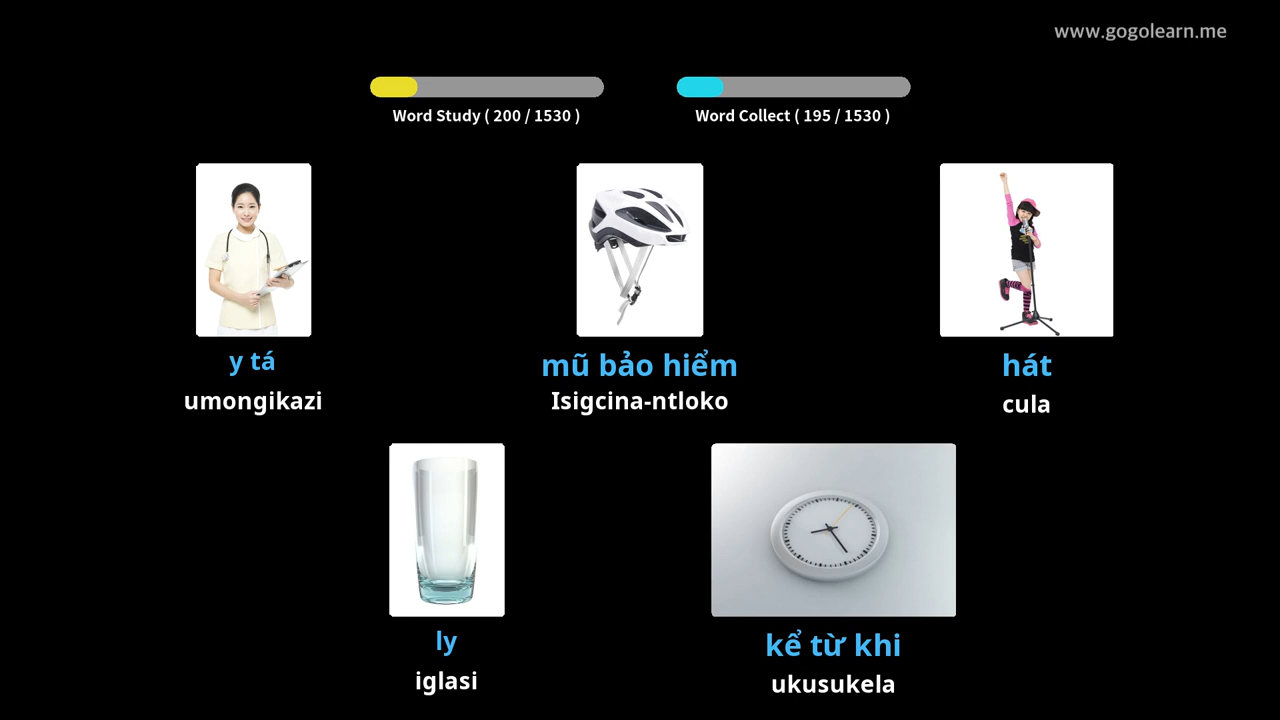 www.gogolearn.me
Word Study ( 200 / 1530 )
Word Collect ( 195 / 1530 )
y tá
umongikazi
mũ bảo hiểm
Isigcina-ntloko
hát
cula
ly
iglasi
kể từ khi
ukusukela